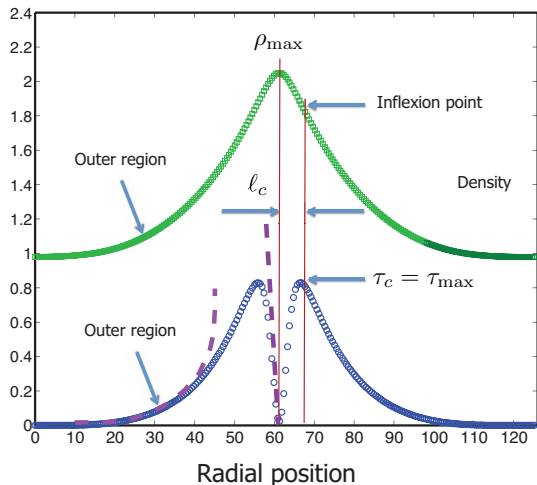 ρmax
2.4
2.2
2
1.8
1.6
1.4
1.2
1
0.8
0.6
0.4
0.2
0
Inflexion point
Outer region
ℓc
Density
τc = τmax
Outer region
0 10 20 30 40 50 60 70 80 90 100 110 120
Radial position